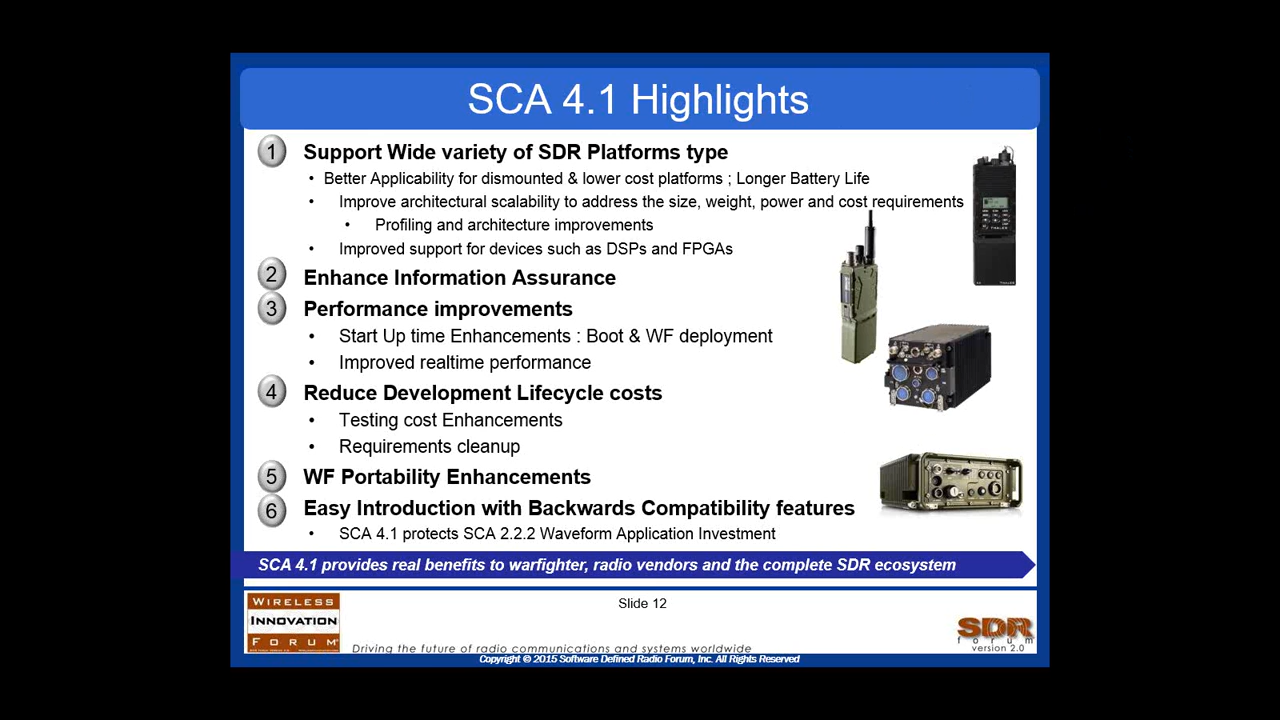 SCA 4.1 Highlights
1 Support Wide variety of SDR Platforms type
• Better Applicability for dismounted & lower cost platforms ; Longer Battery Life
• Improve architectural scalability to address the size, weight, power and cost requirements
• Profiling and architecture improvements
• Improved support for devices such as DSPs and FPGAs
2 Enhance Information Assurance
3 Performance improvements
• Start Up time Enhancements : Boot & WF deployment
• Improved realtime performance
4 Reduce Development Lifecycle costs
• Testing cost Enhancements
• Requirements cleanup
5 WF Portability Enhancements
6 Easy Introduction with Backwards Compatibility features
• SCA 4.1 protects SCA 2.2.2 Waveform Application Investment
SCA 4.1 provides real benefits to warfighter, radio vendors and the complete SDR ecosystem
WIRELESS
INNOVATION
FORUM
Slide 12
SDR
forum
version 2.0
Driving the future of radio communications and systems worldwide
Copyright © 2015 Software Defined Radio Forum, Inc. All Rights Reserved
THALES